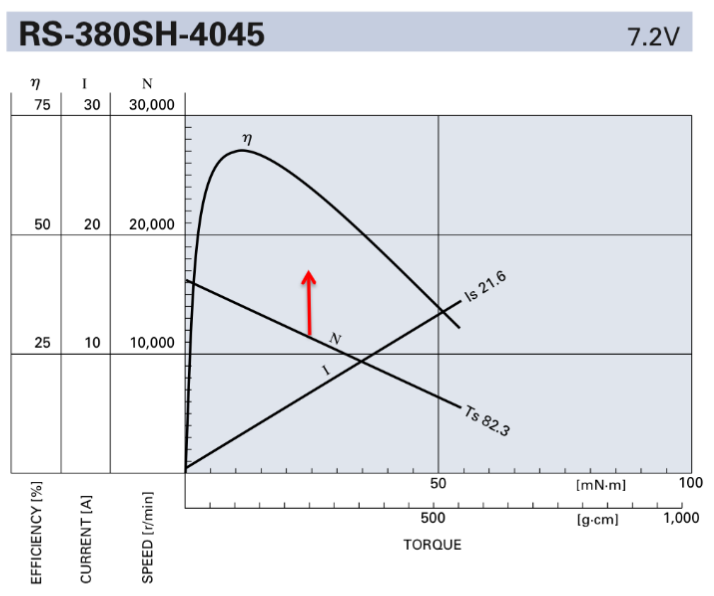 RS-380SH-4045 7.2V
η I N
75 30 30,000
η
50 20 20,000
Is 21.6
25 10 10,000
N
I
Ts 82.3
50 [mN·m] 100
500 [g·cm] 1,000
TORQUE
EFFICIENCY [%]
CURRENT [A]
SPEED [r/min]